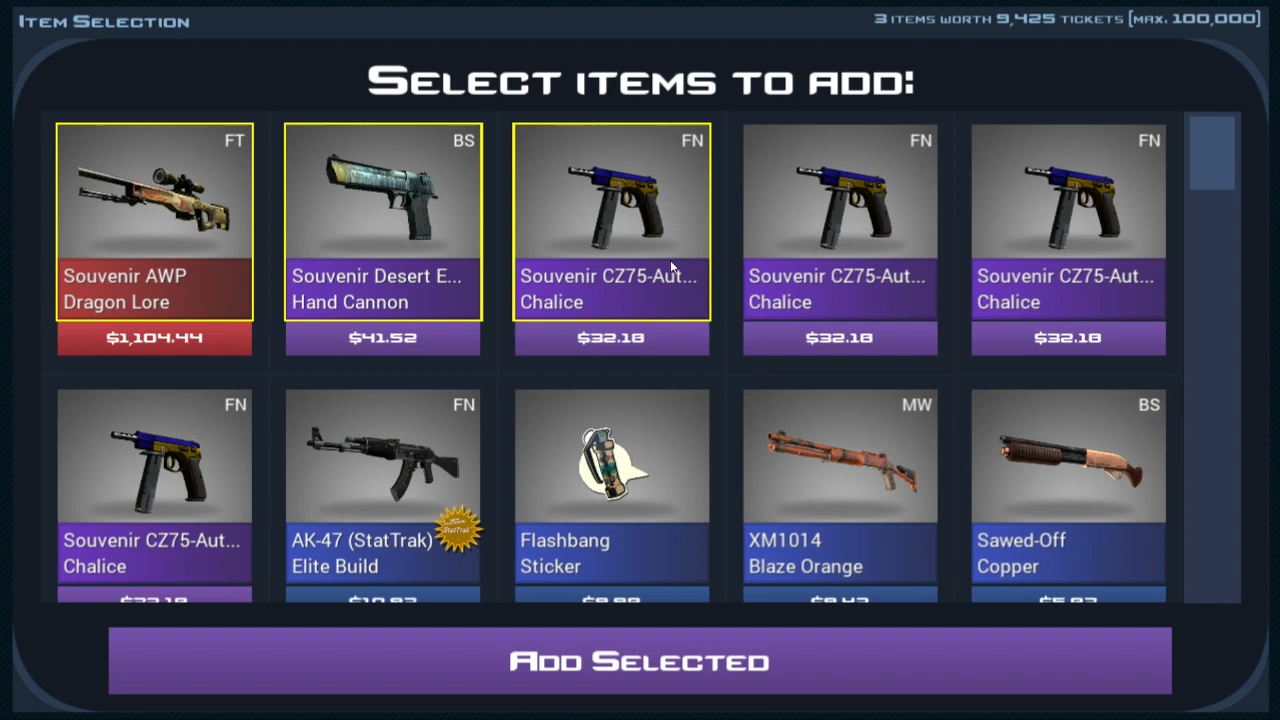 Item Selection
3 items worth 9,425 tickets (max. 100,000)
Select items to add:
FT
BS
FN
FN
FN
Souvenir AWP
Dragon Lore
Souvenir Desert E...
Hand Cannon
Souvenir CZ75-Aut...
Chalice
Souvenir CZ75-Aut...
Chalice
Souvenir CZ75-Aut...
Chalice
$1,104.44
$41.52
$32.18
$32.18
$32.18
FN
FN
MW
BS
Souvenir CZ75-Aut...
Chalice
AK-47 (StatTrak)
Elite Build
StatTrak
Flashbang
Sticker
XM1014
Blaze Orange
Sawed-Off
Copper
Add Selected